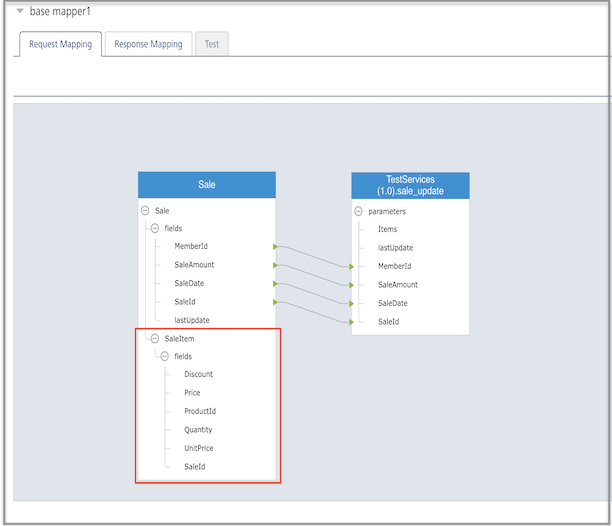 base mapper1
Request Mapping
Response Mapping
Test
Sale
Sale
fields
MemberId
SaleAmount
SaleDate
SaleId
lastUpdate
SaleItem
fields
Discount
Price
ProductId
Quantity
UnitPrice
SaleId
TestServices
(1.0).sale_update
parameters
Items
lastUpdate
MemberId
SaleAmount
SaleDate
SaleId